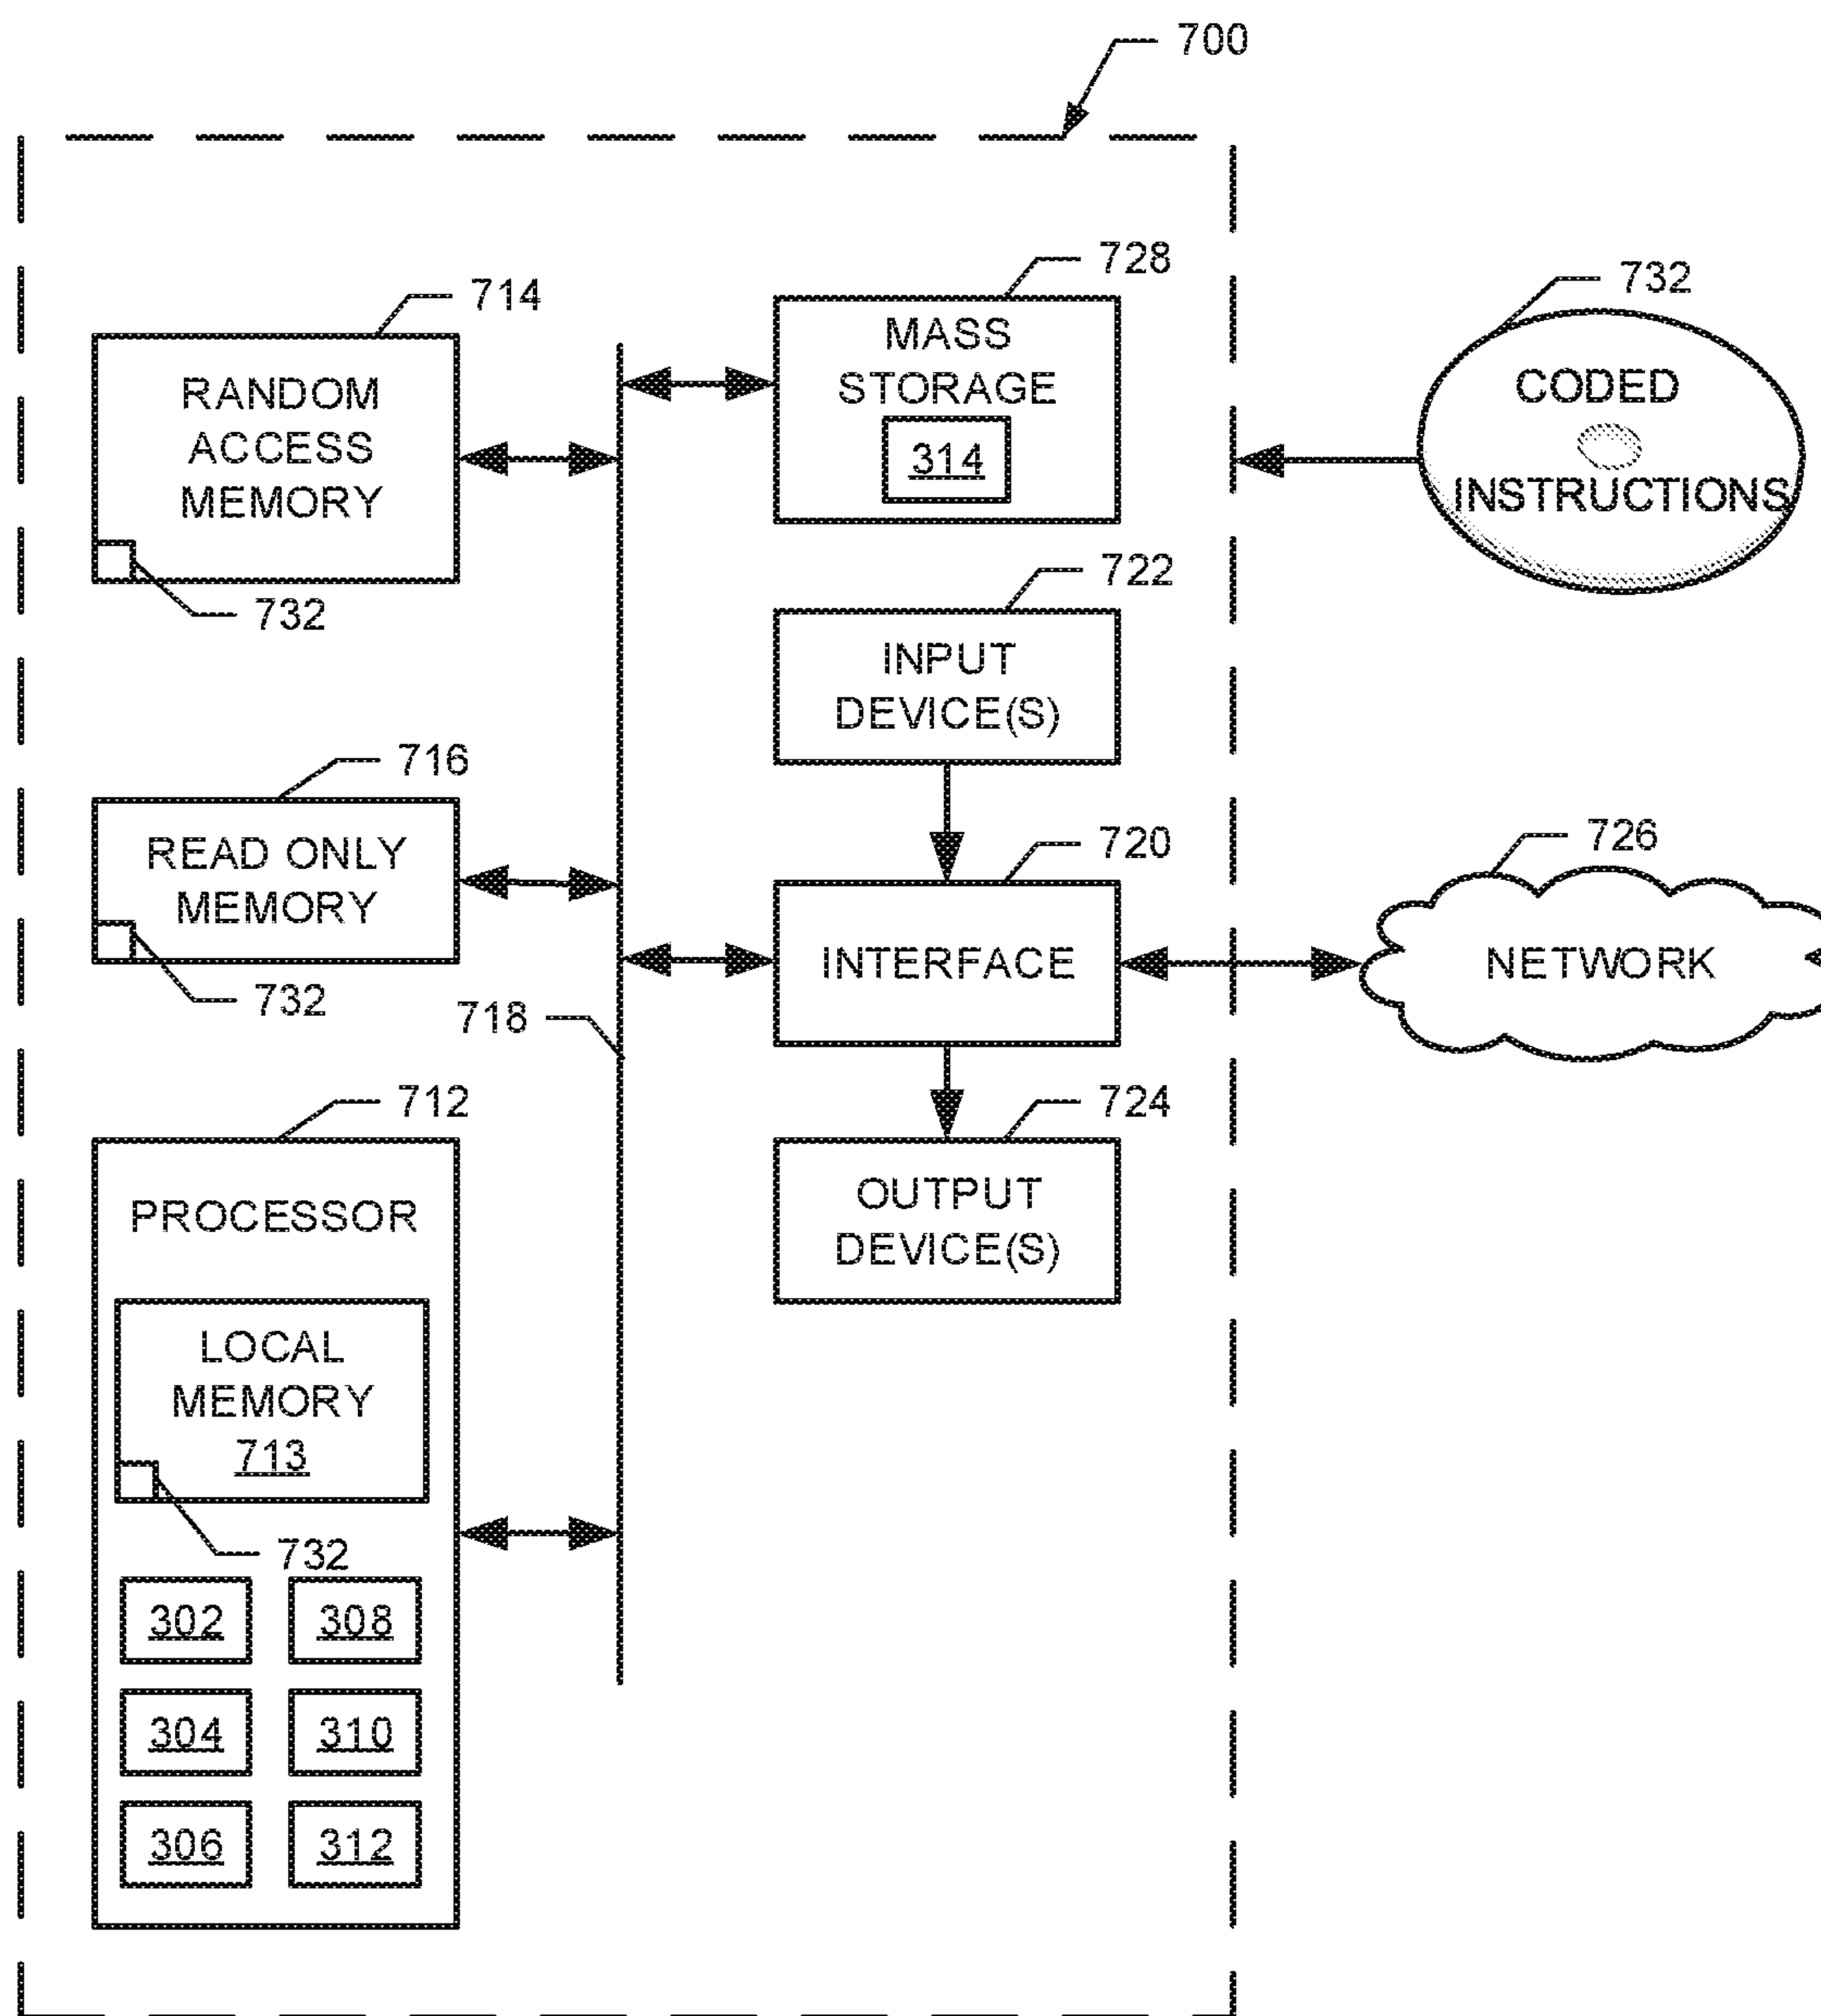 700
728
MASS
STORAGE
314
714
RANDOM
ACCESS
MEMORY
732
732
CODED
INSTRUCTIONS
722
INPUT
DEVICE(S)
716
READ ONLY
MEMORY
732
720
INTERFACE
726
NETWORK
718
712
PROCESSOR
LOCAL
MEMORY
713
732
724
OUTPUT
DEVICE(S)
302
308
304
310
306
312